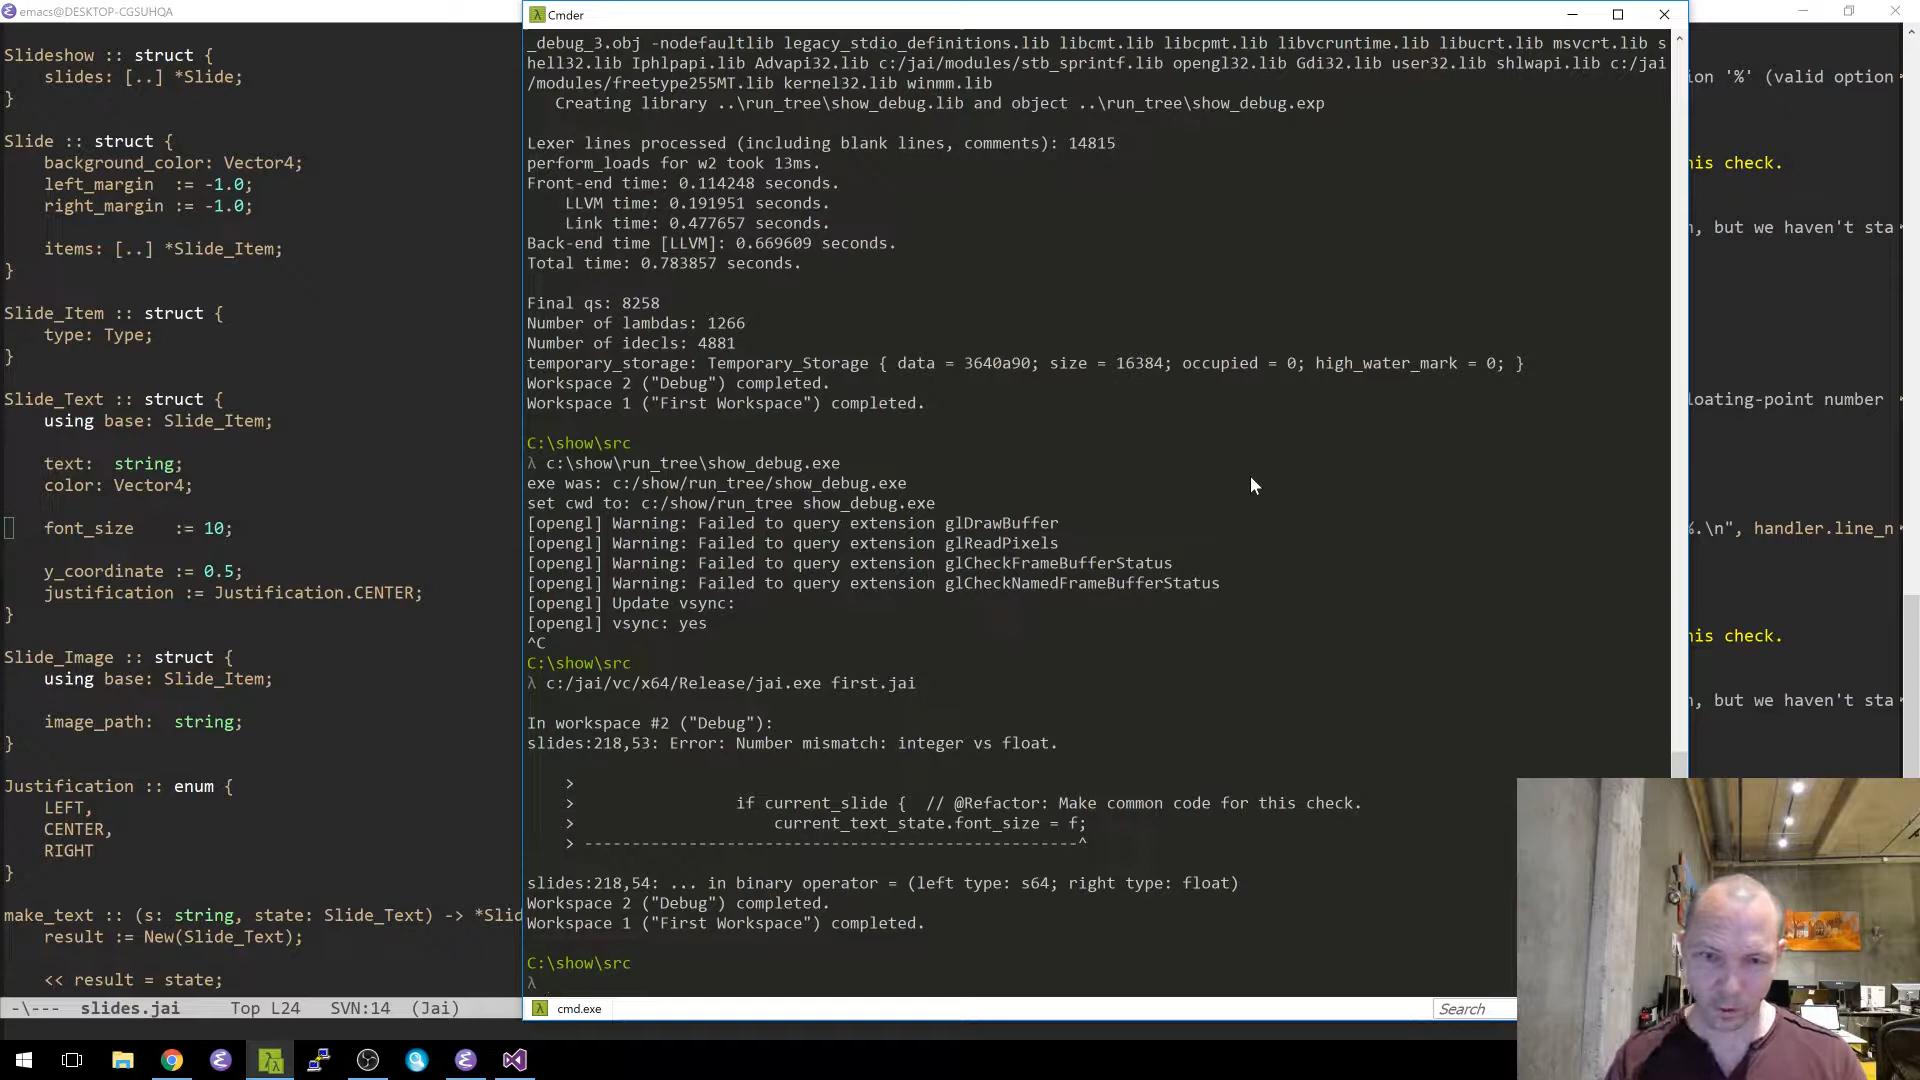 emacs@DESKTOP-CGSUHQA
Slideshow :: struct {
slides: [..] *Slide;
}
Slide :: struct {
background_color: Vector4;
left_margin  := -1.0;
right_margin := -1.0;
items: [..] *Slide_Item;
}
Slide_Item :: struct {
type: Type;
}
Slide_Text :: struct {
using base: Slide_Item;
text:  string;
color: Vector4;
font_size    := 10;
y_coordinate := 0.5;
justification := Justification.CENTER;
}
Slide_Image :: struct {
using base: Slide_Item;
image_path:  string;
}
Justification :: enum {
LEFT,
CENTER,
RIGHT
}
make_text :: (s: string, state: Slide_Text) -> *Slid
result := New(Slide_Text);
<< result = state;
-\---  slides.jai     Top L24   SVN:14  (Jai)
Cmder
_debug_3.obj -nodefaultlib legacy_stdio_definitions.lib libcmt.lib libcpmt.lib libvcruntime.lib libucrt.lib msvcrt.lib s
hell32.lib Iphlpapi.lib Advapi32.lib c:/jai/modules/stb_sprintf.lib opengl32.lib Gdi32.lib user32.lib shlwapi.lib c:/jai
/modules/freetype255MT.lib kernel32.lib winmm.lib
Creating library ..\run_tree\show_debug.lib and object ..\run_tree\show_debug.exp
Lexer lines processed (including blank lines, comments): 14815
perform_loads for w2 took 13ms.
Front-end time: 0.114248 seconds.
LLVM time: 0.191951 seconds.
Link time: 0.477657 seconds.
Back-end time [LLVM]: 0.669609 seconds.
Total time: 0.783857 seconds.
Final qs: 8258
Number of lambdas: 1266
Number of idecls: 4881
temporary_storage: Temporary_Storage { data = 3640a90; size = 16384; occupied = 0; high_water_mark = 0; }
Workspace 2 ("Debug") completed.
Workspace 1 ("First Workspace") completed.
C:\show\src
λ c:\show\run_tree\show_debug.exe
exe was: c:/show/run_tree/show_debug.exe
set cwd to: c:/show/run_tree show_debug.exe
[opengl] Warning: Failed to query extension glDrawBuffer
[opengl] Warning: Failed to query extension glReadPixels
[opengl] Warning: Failed to query extension glCheckFrameBufferStatus
[opengl] Warning: Failed to query extension glCheckNamedFrameBufferStatus
[opengl] Update vsync:
[opengl] vsync: yes
^C
C:\show\src
λ c:/jai/vc/x64/Release/jai.exe first.jai
In workspace #2 ("Debug"):
slides:218,53: Error: Number mismatch: integer vs float.
>
>                 if current_slide {  // @Refactor: Make common code for this check.
>                     current_text_state.font_size = f;
> ----------------------------------------------------^
slides:218,54: ... in binary operator = (left type: s64; right type: float)
Workspace 2 ("Debug") completed.
Workspace 1 ("First Workspace") completed.
C:\show\src
λ
cmd.exe
Search
ion '%' (valid option
his check.
n, but we haven't sta
loating-point number
%.\n", handler.line_n
his check.
n, but we haven't sta